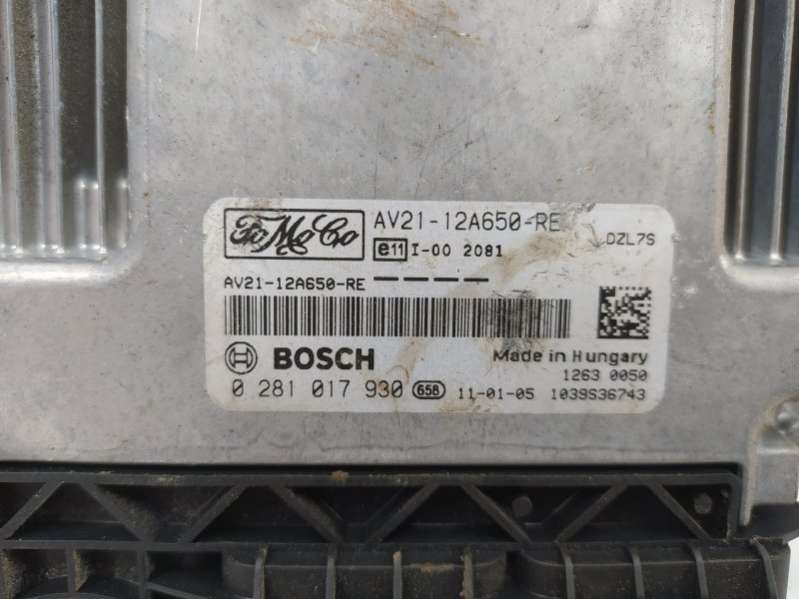 FoMoCo AV21-12A650-RE
DZL7S
e11 I-00 2081
AV21-12A650-RE
BOSCH Made in Hungary
1263 0050
0 281 017 930 658 11-01-05 1039S36743